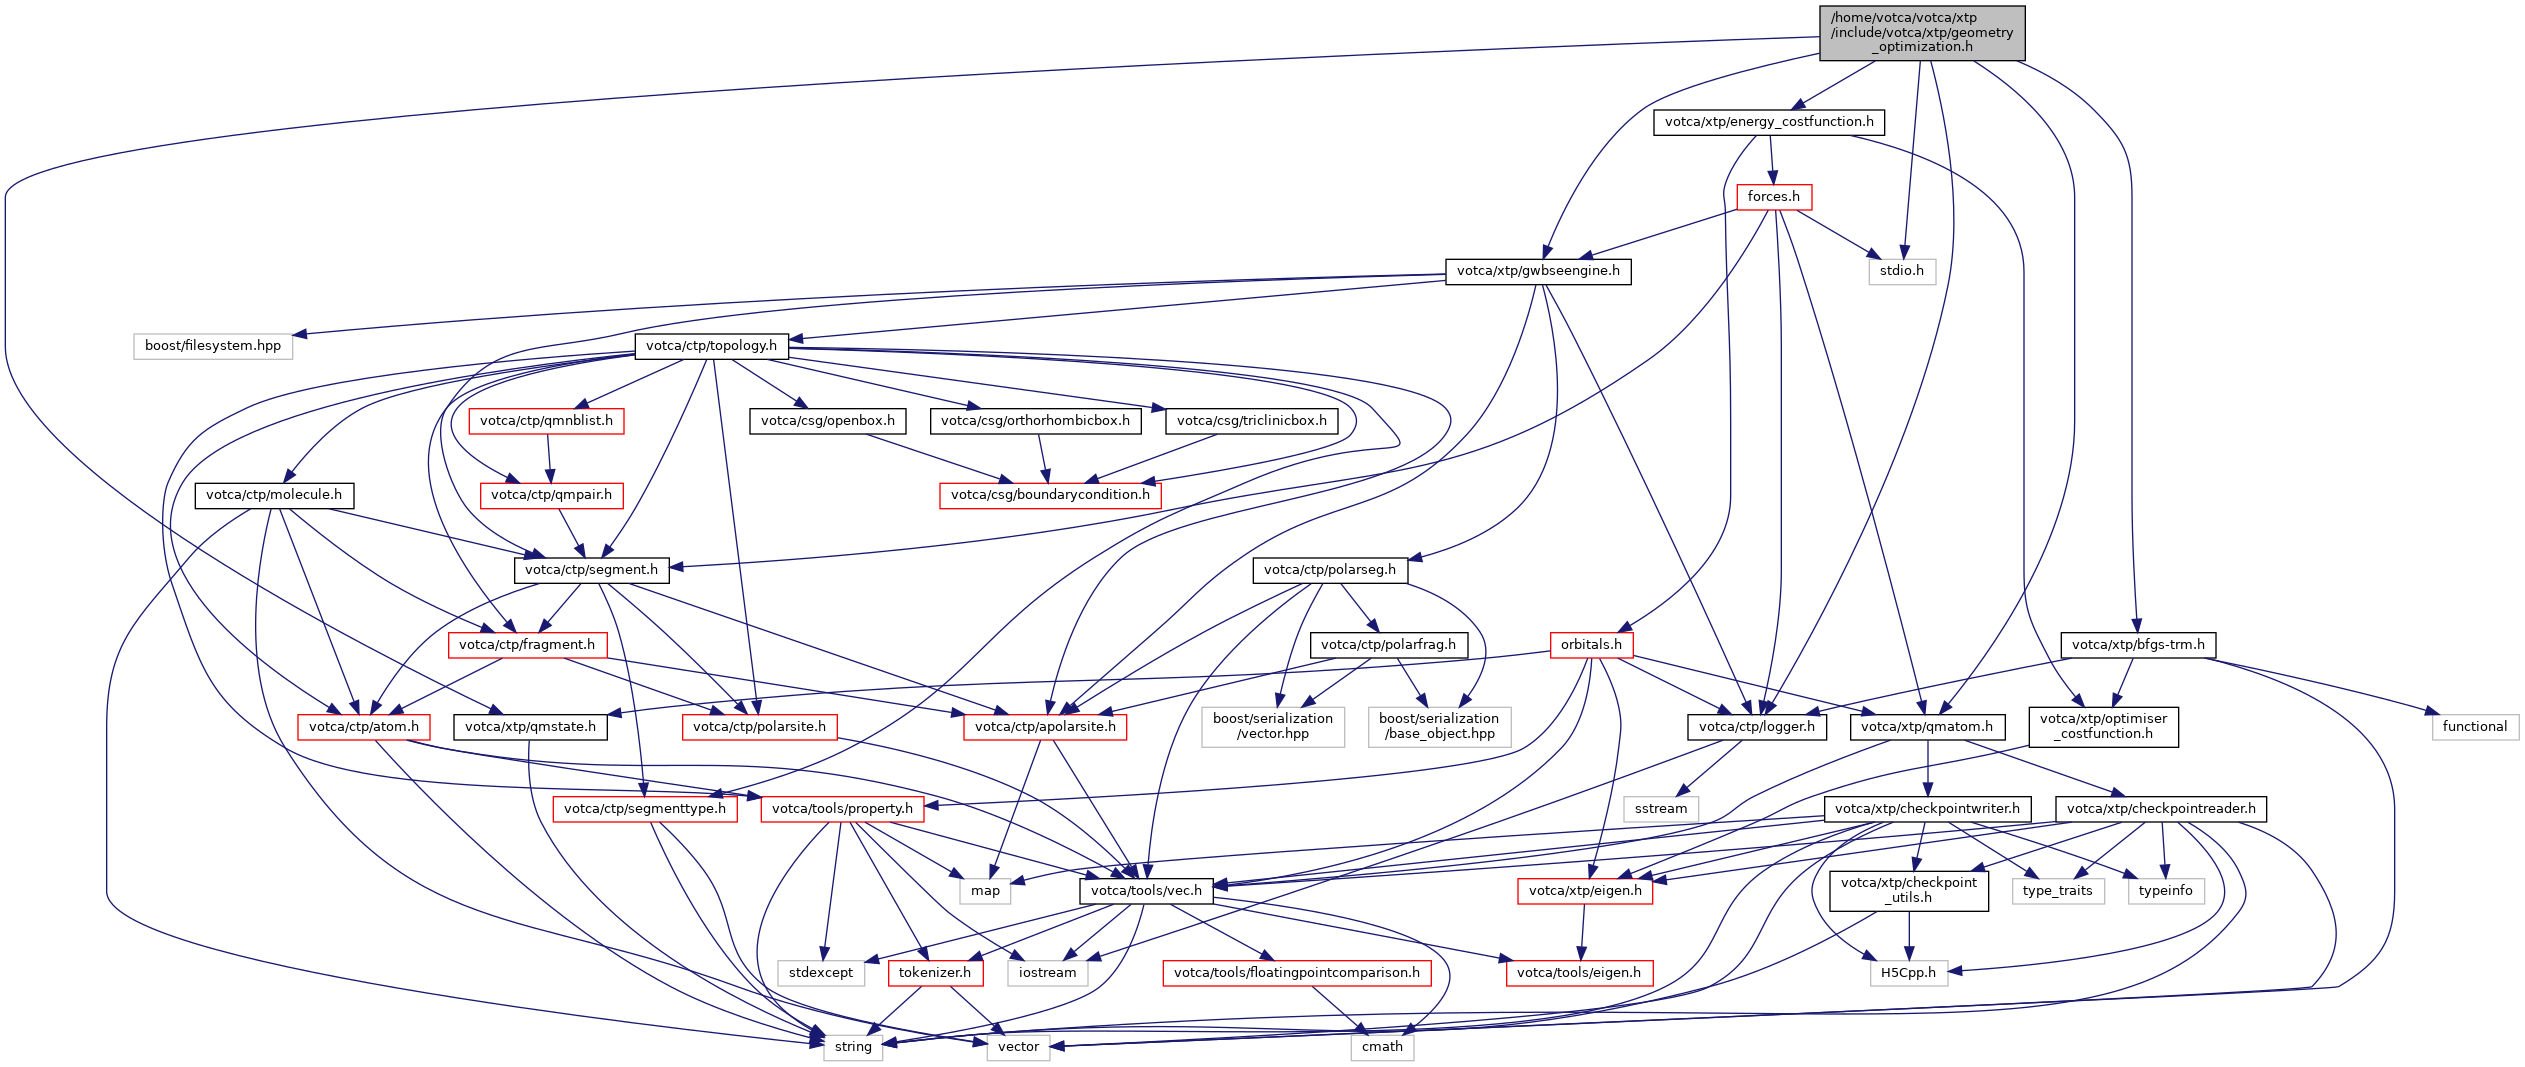 /home/votca/votca/xtp
/include/votca/xtp/geometry
_optimization.h
votca/xtp/energy_costfunction.h
forces.h
votca/xtp/gwbseengine.h
stdio.h
boost/filesystem.hpp
votca/ctp/topology.h
votca/ctp/qmnblist.h
votca/csg/openbox.h
votca/csg/orthorhombicbox.h
votca/csg/triclinicbox.h
votca/ctp/molecule.h
votca/ctp/qmpair.h
votca/csg/boundarycondition.h
votca/ctp/segment.h
votca/ctp/polarseg.h
votca/ctp/fragment.h
votca/ctp/polarfrag.h
orbitals.h
votca/xtp/bfgs-trm.h
votca/ctp/atom.h
votca/xtp/qmstate.h
votca/ctp/polarsite.h
votca/ctp/apolarsite.h
boost/serialization
/vector.hpp
boost/serialization
/base_object.hpp
votca/ctp/logger.h
votca/xtp/qmatom.h
votca/xtp/optimiser
_costfunction.h
functional
votca/ctp/segmenttype.h
votca/tools/property.h
sstream
votca/xtp/checkpointwriter.h
votca/xtp/checkpointreader.h
map
votca/tools/vec.h
votca/xtp/eigen.h
votca/xtp/checkpoint
_utils.h
type_traits
typeinfo
stdexcept
tokenizer.h
iostream
votca/tools/floatingpointcomparison.h
votca/tools/eigen.h
H5Cpp.h
string
vector
cmath